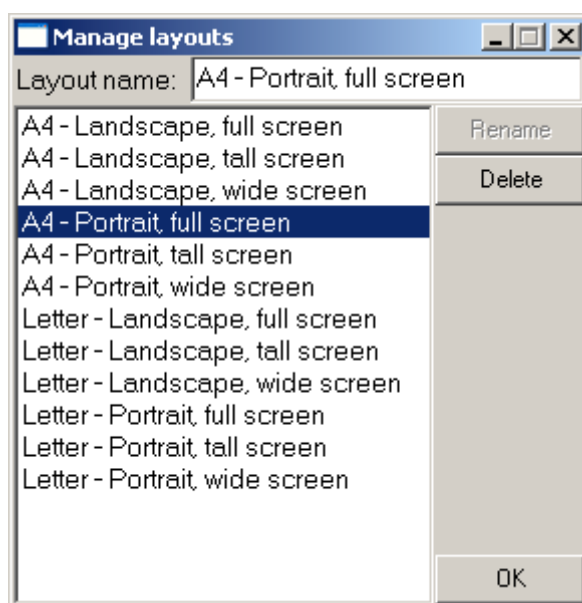 Manage layouts
Layout name: A4 - Portrait, full screen
A4 - Landscape, full screen
A4 - Landscape, tall screen
A4 - Landscape, wide screen
A4 - Portrait, full screen
A4 - Portrait, tall screen
A4 - Portrait, wide screen
Letter - Landscape, full screen
Letter - Landscape, tall screen
Letter - Landscape, wide screen
Letter - Portrait, full screen
Letter - Portrait, tall screen
Letter - Portrait, wide screen
Rename
Delete
OK